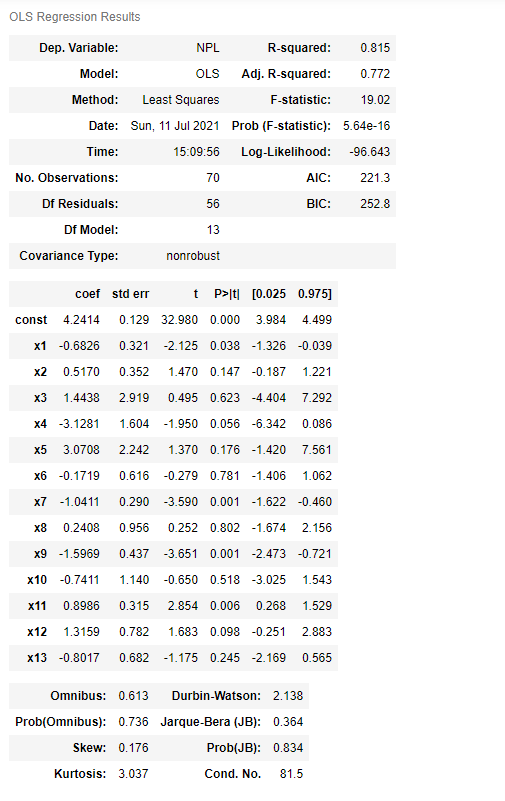 OLS Regression Results
Dep. Variable: NPL R-squared: 0.815
Model: OLS Adj. R-squared: 0.772
Method: Least Squares F-statistic: 19.02
Date: Sun, 11 Jul 2021 Prob (F-statistic): 5.64e-16
Time: 15:09:56 Log-Likelihood: -96.643
No. Observations: 70 AIC: 221.3
Df Residuals: 56 BIC: 252.8
Df Model: 13
Covariance Type: nonrobust
coef std err t P>|t| [0.025 0.975]
const 4.2414 0.129 32.980 0.000 3.984 4.499
x1 -0.6826 0.321 -2.125 0.038 -1.326 -0.039
x2 0.5170 0.352 1.470 0.147 -0.187 1.221
x3 1.4438 2.919 0.495 0.623 -4.404 7.292
x4 -3.1281 1.604 -1.950 0.056 -6.342 0.086
x5 3.0708 2.242 1.370 0.176 -1.420 7.561
x6 -0.1719 0.616 -0.279 0.781 -1.406 1.062
x7 -1.0411 0.290 -3.590 0.001 -1.622 -0.460
x8 0.2408 0.956 0.252 0.802 -1.674 2.156
x9 -1.5969 0.437 -3.651 0.001 -2.473 -0.721
x10 -0.7411 1.140 -0.650 0.518 -3.025 1.543
x11 0.8986 0.315 2.854 0.006 0.268 1.529
x12 1.3159 0.782 1.683 0.098 -0.251 2.883
x13 -0.8017 0.682 -1.175 0.245 -2.169 0.565
Omnibus: 0.613 Durbin-Watson: 2.138
Prob(Omnibus): 0.736 Jarque-Bera (JB): 0.364
Skew: 0.176 Prob(JB): 0.834
Kurtosis: 3.037 Cond. No. 81.5